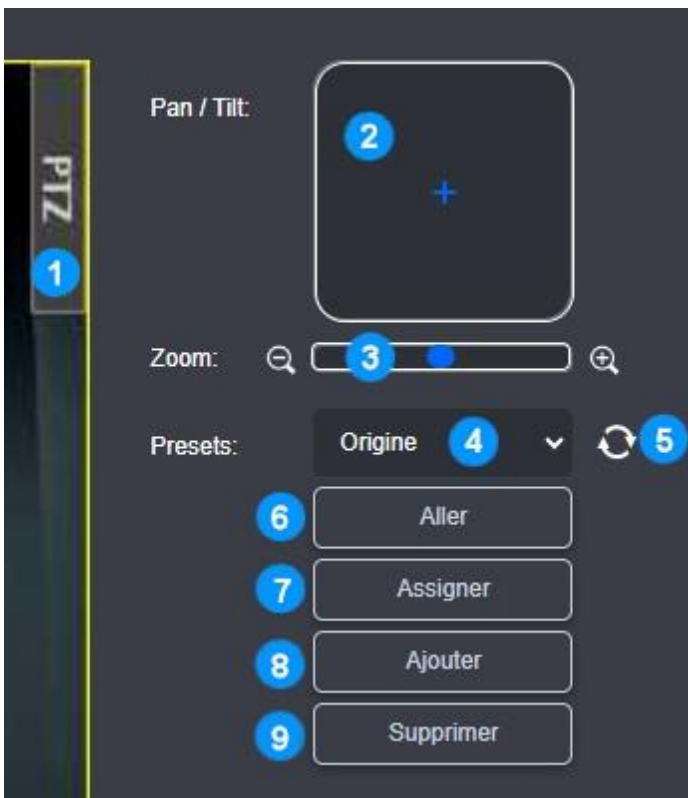 Pan / Tilt:
2
PTZ
1
Zoom:
3
Presets:
Origine
4
5
6
Aller
7
Assigner
8
Ajouter
9
Supprimer